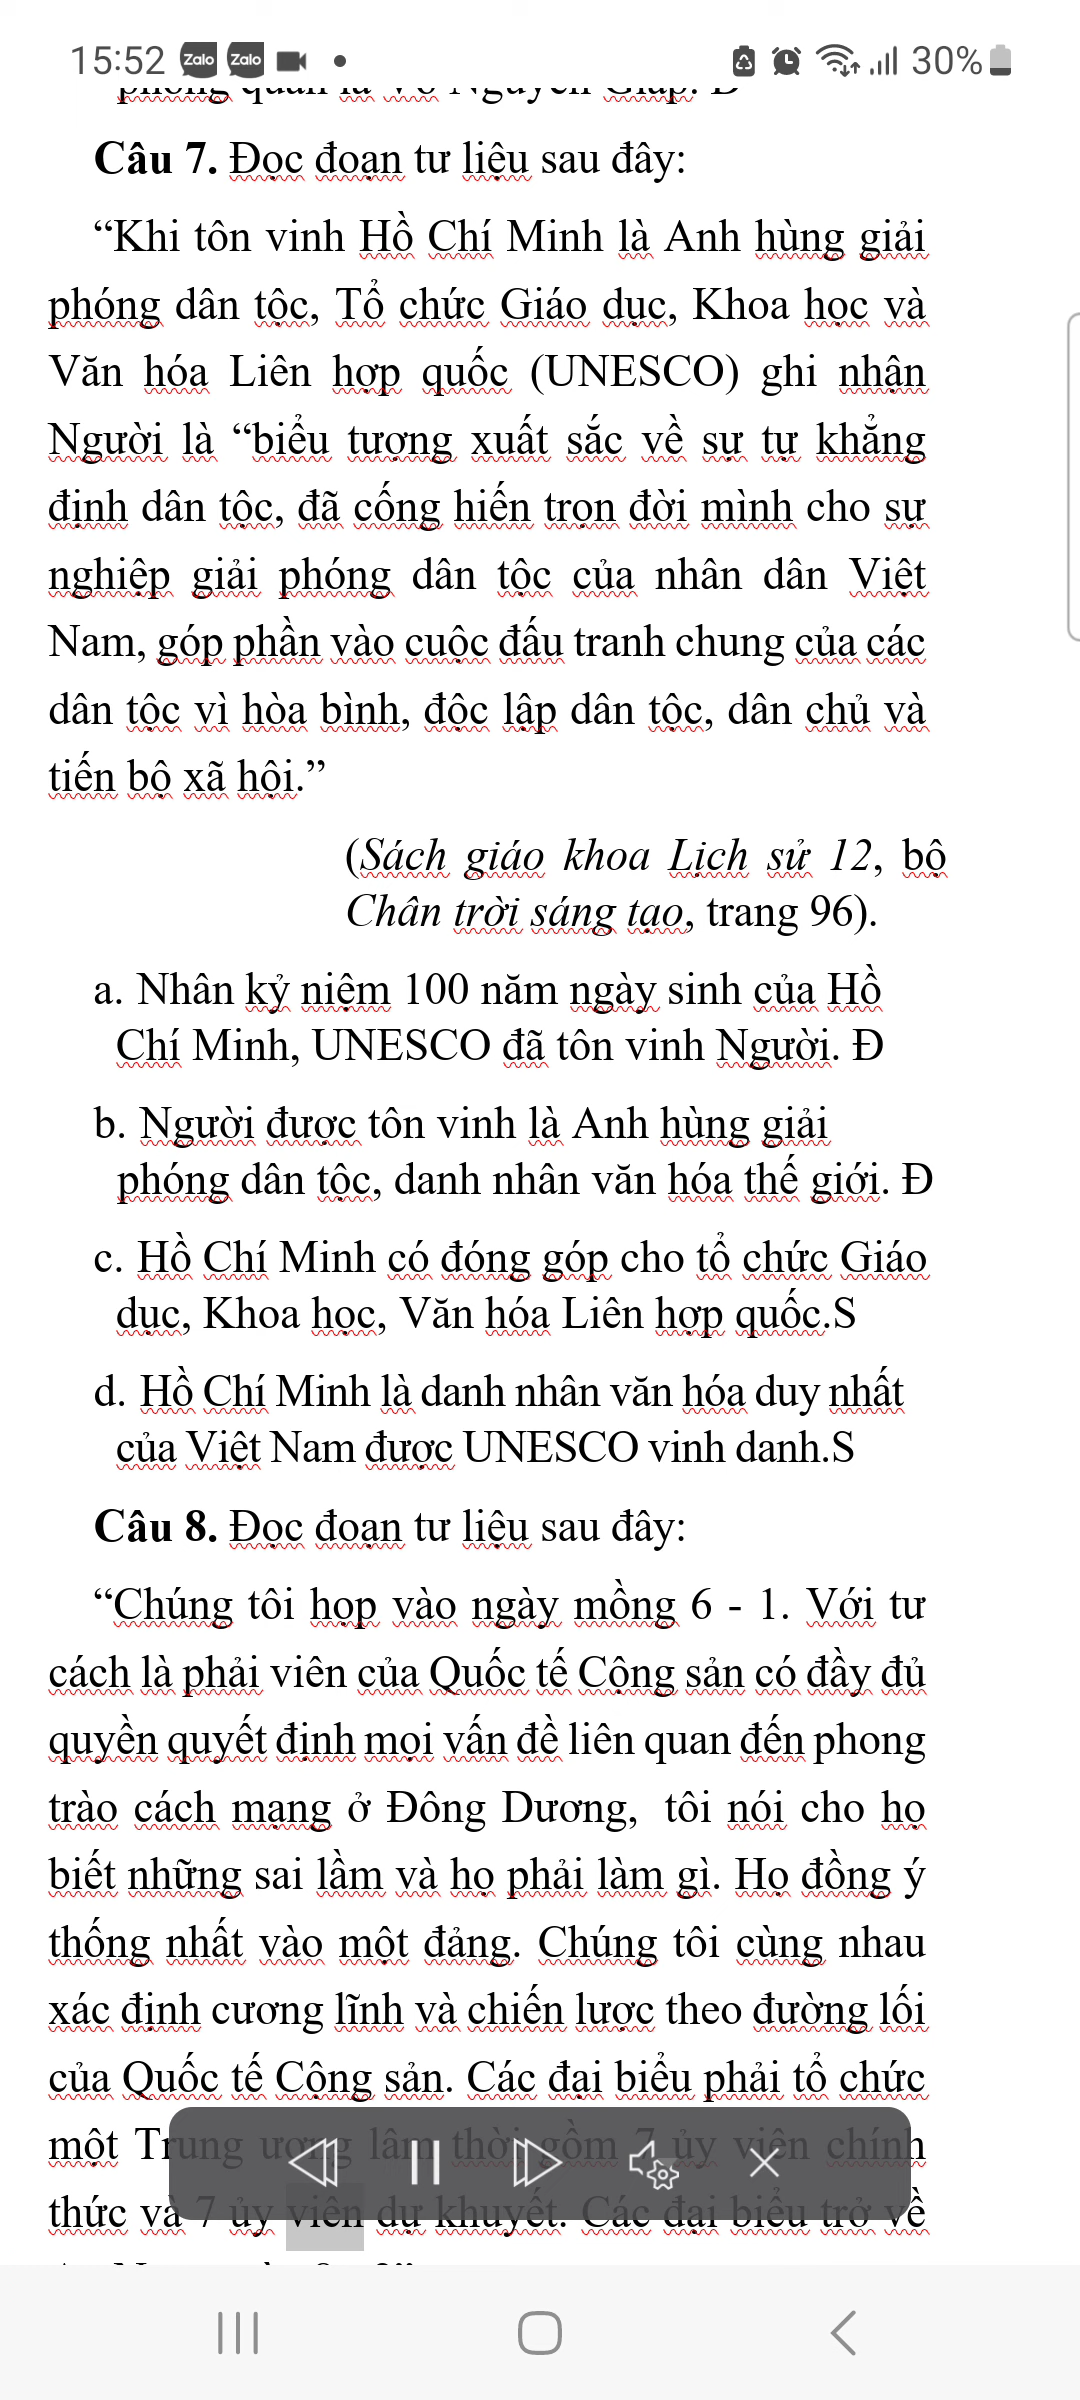 15:52 Zalo Zalo 30%
phòng quân là Võ Nguyên Giáp. Đ
Câu 7. Đọc đoạn tư liệu sau đây:
“Khi tôn vinh Hồ Chí Minh là Anh hùng giải
phóng dân tộc, Tổ chức Giáo dục, Khoa học và
Văn hóa Liên hợp quốc (UNESCO) ghi nhận
Người là “biểu tượng xuất sắc về sự tự khẳng
định dân tộc, đã cống hiến trọn đời mình cho sự
nghiệp giải phóng dân tộc của nhân dân Việt
Nam, góp phần vào cuộc đấu tranh chung của các
dân tộc vì hòa bình, độc lập dân tộc, dân chủ và
tiến bộ xã hội.”
(Sách giáo khoa Lịch sử 12, bộ
Chân trời sáng tạo, trang 96).
a. Nhân kỷ niệm 100 năm ngày sinh của Hồ
Chí Minh, UNESCO đã tôn vinh Người. Đ
b. Người được tôn vinh là Anh hùng giải
phóng dân tộc, danh nhân văn hóa thế giới. Đ
c. Hồ Chí Minh có đóng góp cho tổ chức Giáo
dục, Khoa học, Văn hóa Liên hợp quốc.S
d. Hồ Chí Minh là danh nhân văn hóa duy nhất
của Việt Nam được UNESCO vinh danh.S
Câu 8. Đọc đoạn tư liệu sau đây:
“Chúng tôi họp vào ngày mồng 6 - 1. Với tư
cách là phải viên của Quốc tế Cộng sản có đầy đủ
quyền quyết định mọi vấn đề liên quan đến phong
trào cách mạng ở Đông Dương, tôi nói cho họ
biết những sai lầm và họ phải làm gì. Họ đồng ý
thống nhất vào một đảng. Chúng tôi cùng nhau
xác định cương lĩnh và chiến lược theo đường lối
của Quốc tế Cộng sản. Các đại biểu phải tổ chức
một Trung ương lâm thời gồm 7 ủy viên chính
thức và 7 ủy viên dự khuyết. Các đại biểu trở về